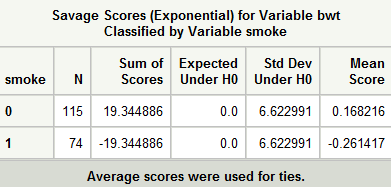 Savage Scores (Exponential) for Variable bwt
Classified by Variable smoke
smoke N Sum of Scores Expected Under H0 Std Dev Under H0 Mean Score
0 115 19.344886 0.0 6.622991 0.168216
1 74 -19.344886 0.0 6.622991 -0.261417
Average scores were used for ties.